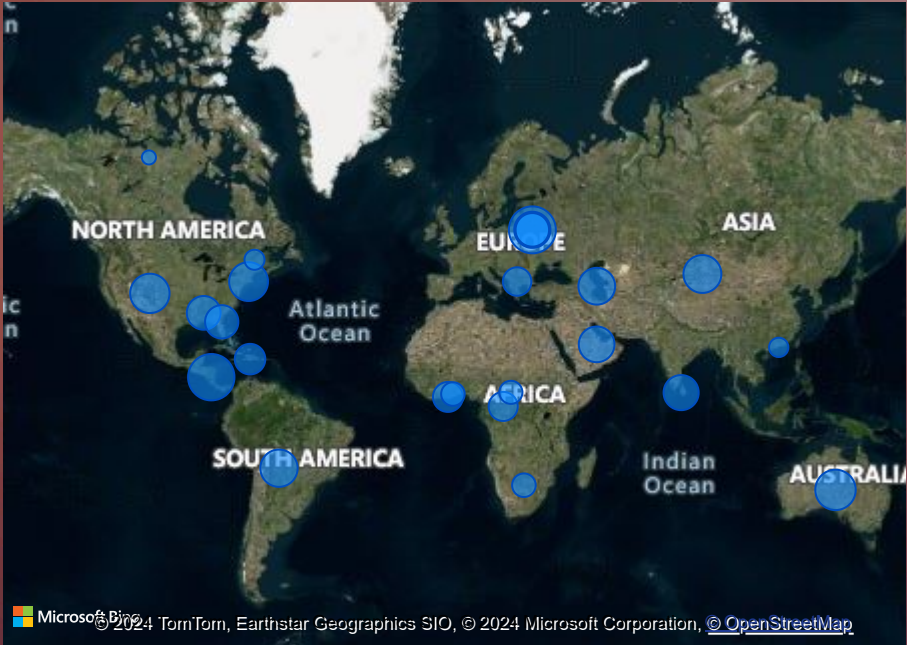 NORTH AMERICA
ASIA
Atlantic
Ocean
AFRICA
SOUTH AMERICA
Indian
Ocean
AUSTRALIA
Microsoft Bing
© 2024 TomTom, Earthstar Geographics SIO, © 2024 Microsoft Corporation, © OpenStreetMap